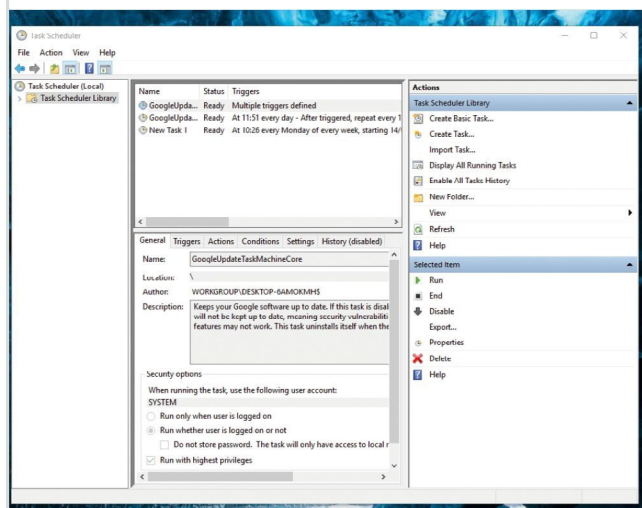 Task Scheduler
File Action View Help
Task Scheduler (Local)
Task Scheduler Library
Name Status Triggers
GoogleUpda... Ready Multiple triggers defined
GoogleUpda... Ready At 11:51 every day - After triggered, repeat every 1
New Task 1 Ready At 10:26 every Monday of every week, starting 14/
General Triggers Actions Conditions Settings History (disabled)
Name: GoogleUpdateTaskMachineCore
Location: \
Author: WORKGROUP\DESKTOP-6AMOKMH$
Description: Keeps your Google software up to date. If this task is disal
will not be kept up to date, meaning security vulnerabiliti
features may not work. This task uninstalls itself when the
Security options
When running the task, use the following user account:
SYSTEM
Run only when user is logged on
Run whether user is logged on or not
Do not store password. The task will only have access to local r
Run with highest privileges
Actions
Task Scheduler Library
Create Basic Task...
Create Task...
Import Task...
Display All Running Tasks
Enable All Tasks History
New Folder...
View
Refresh
Help
Selected Item
Run
End
Disable
Export...
Properties
Delete
Help